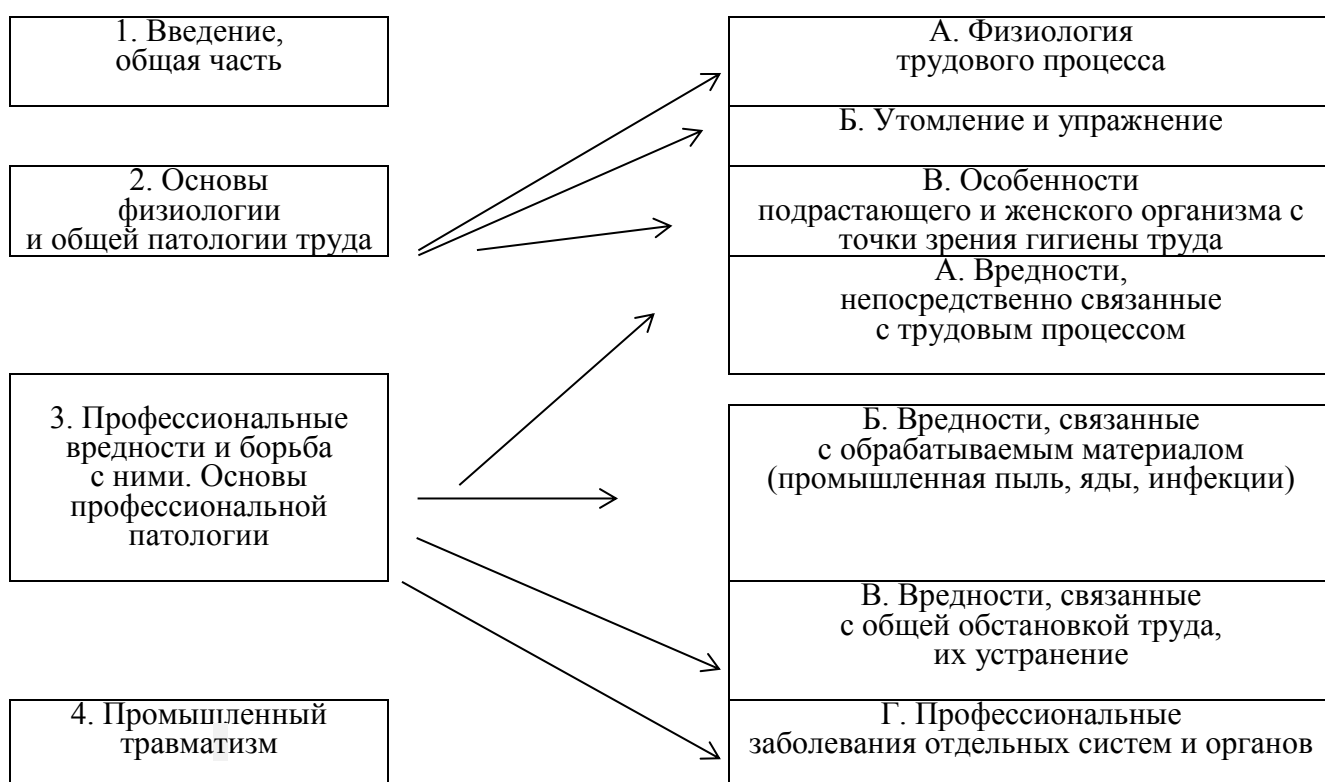 1. Введение,
общая часть
2. Основы
физиологии
и общей патологии труда
3. Профессиональные
вредности и борьба
с ними. Основы
профессиональной
патологии
4. Промышленный
травматизм
А. Физиология
трудового процесса
Б. Утомление и упражнение
В. Особенности
подрастающего и женского организма с
точки зрения гигиены труда
А. Вредности,
непосредственно связанные
с трудовым процессом
Б. Вредности, связанные
с обрабатываемым материалом
(промышленная пыль, яды, инфекции)
В. Вредности, связанные
с общей обстановкой труда,
их устранение
Г. Профессиональные
заболевания отдельных систем и органов